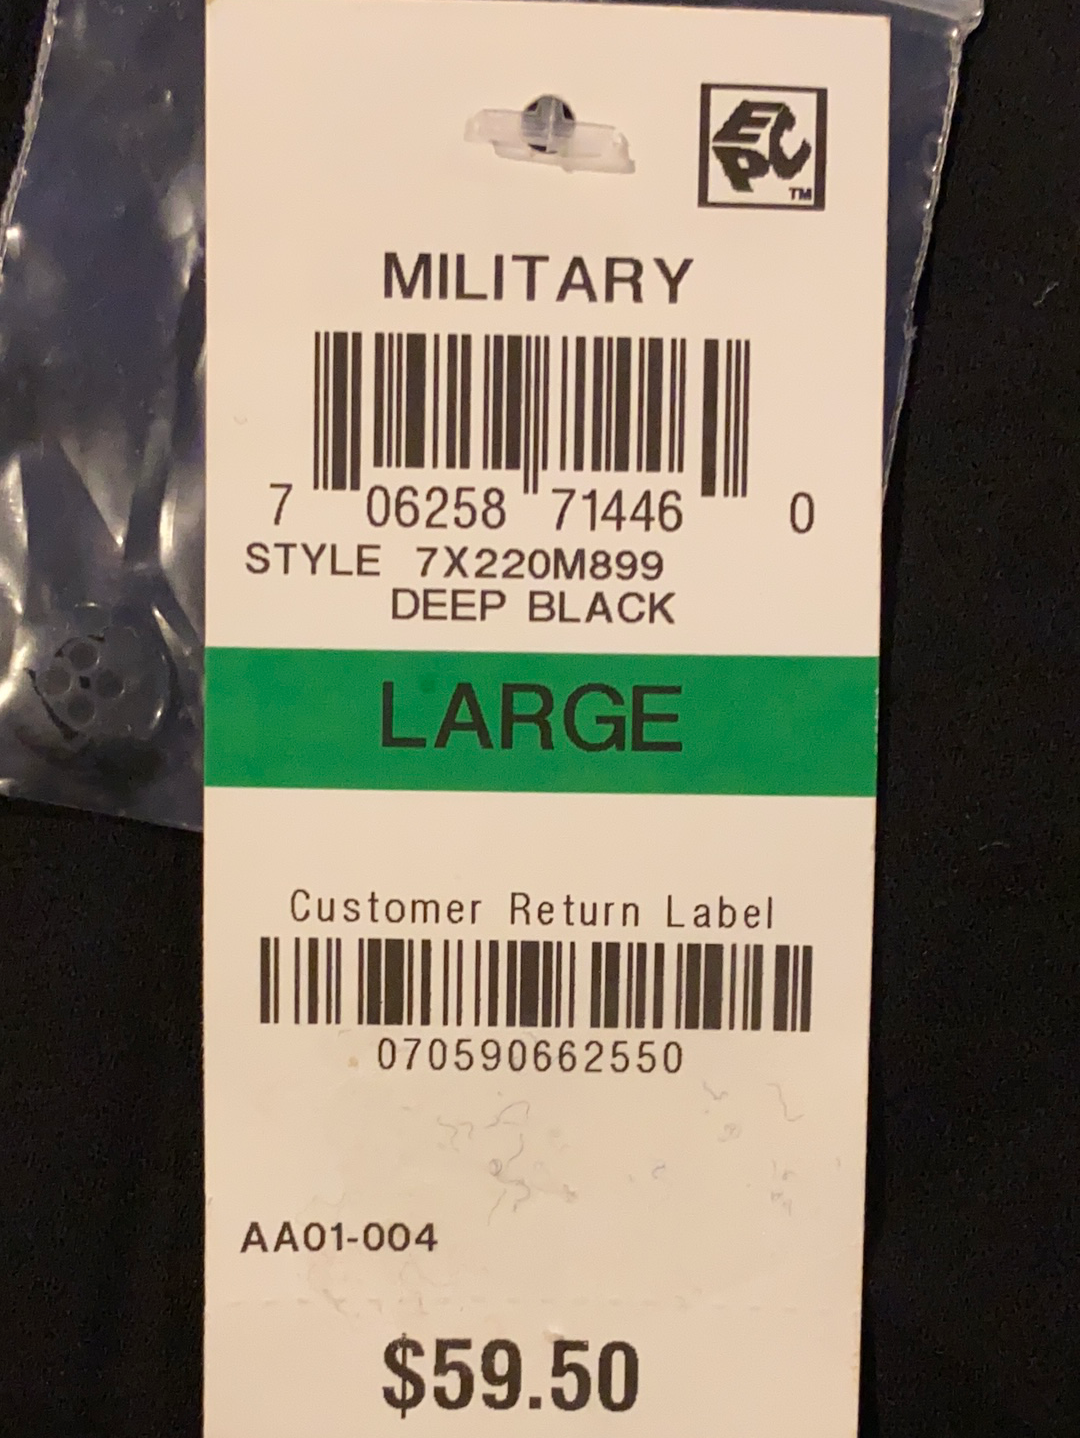 EPC
TM
MILITARY
7 06258 71446 0
STYLE 7X220M899
DEEP BLACK
LARGE
Customer Return Label
070590662550
AA01-004
$59.50